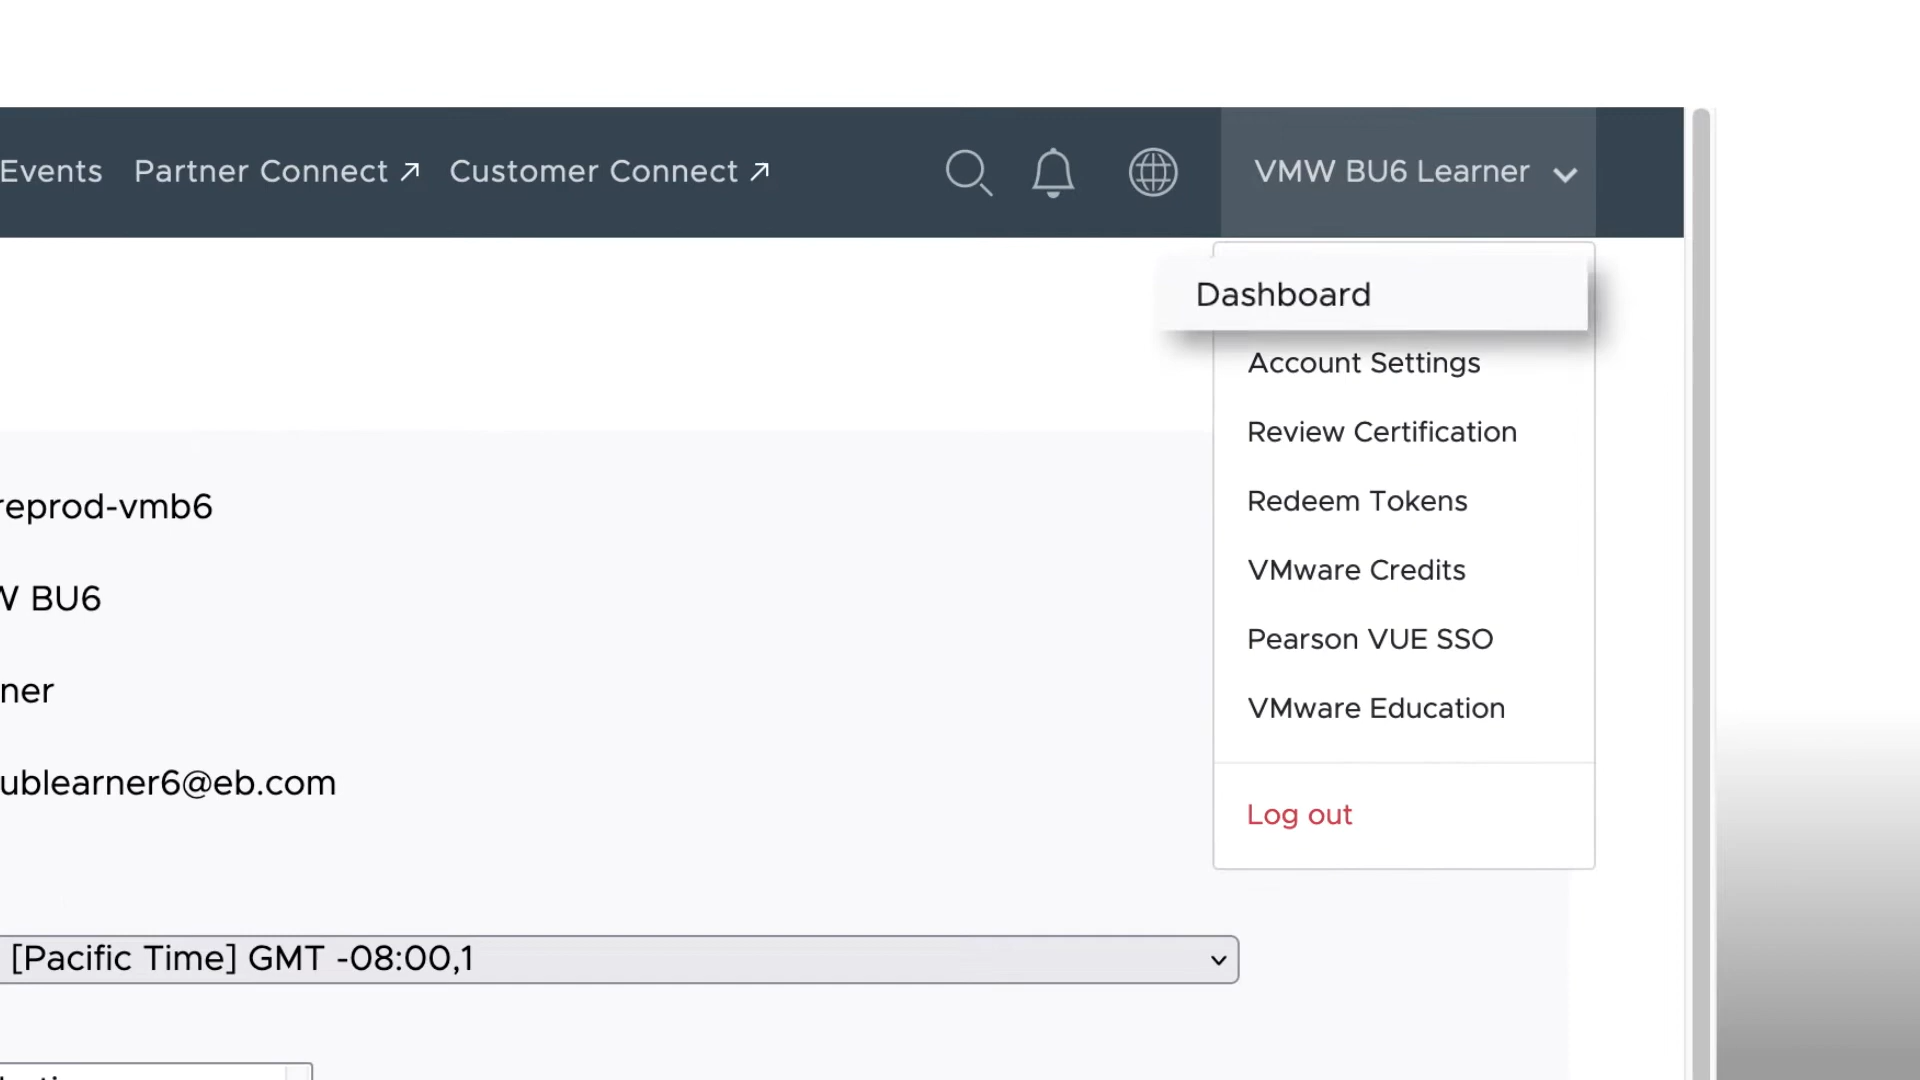 Events Partner Connect Customer Connect VMW BU6 Learner
Dashboard
Account Settings
Review Certification
Redeem Tokens
VMware Credits
Pearson VUE SSO
VMware Education
Log out
reprod-vmb6
W BU6
ner
ublearner6@eb.com
[Pacific Time] GMT -08:00,1